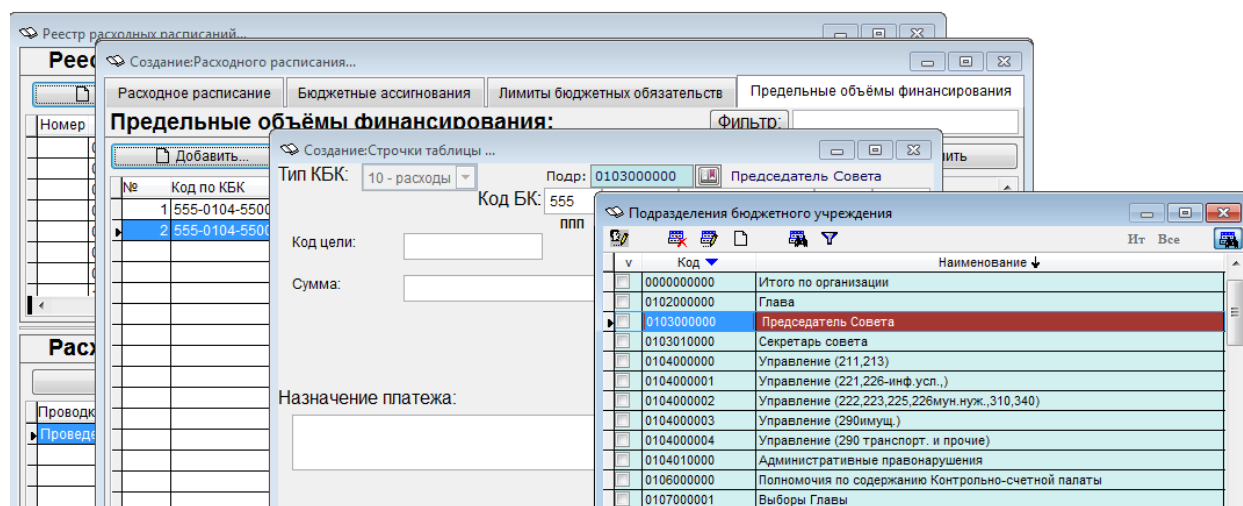 Реестр расходных расписаний...
Реес
Создание:Расходного расписания...
Расходное расписание Бюджетные ассигнования Лимиты бюджетных обязательств Предельные объёмы финансирования
Номер
Предельные объёмы финансирования:
Фильтр:
Добавить...
№ Код по КБК
1 555-0104-5500
2 555-0104-5500
Создание:Строчки таблицы ...
Тип КБК: 10 - расходы Подр: 0103000000 Председатель Совета
Код БК: 555
ППП
Код цели:
Сумма:
Назначение платежа:
Расх
Проводк
Проведе
Подразделения бюджетного учреждения
Ит Все
v Код Наименование
0000000000 Итого по организации
0102000000 Глава
0103000000 Председатель Совета
0103010000 Секретарь совета
0104000000 Управление (211,213)
0104000001 Управление (221,226-инф.усл.,)
0104000002 Управление (222,223,225,226мун.нуж.,310,340)
0104000003 Управление (290имущ.)
0104000004 Управление (290 транспорт. и прочие)
0104010000 Административные правонарушения
0106000000 Полномочия по содержанию Контрольно-счетной палаты
0107000001 Выборы Главы